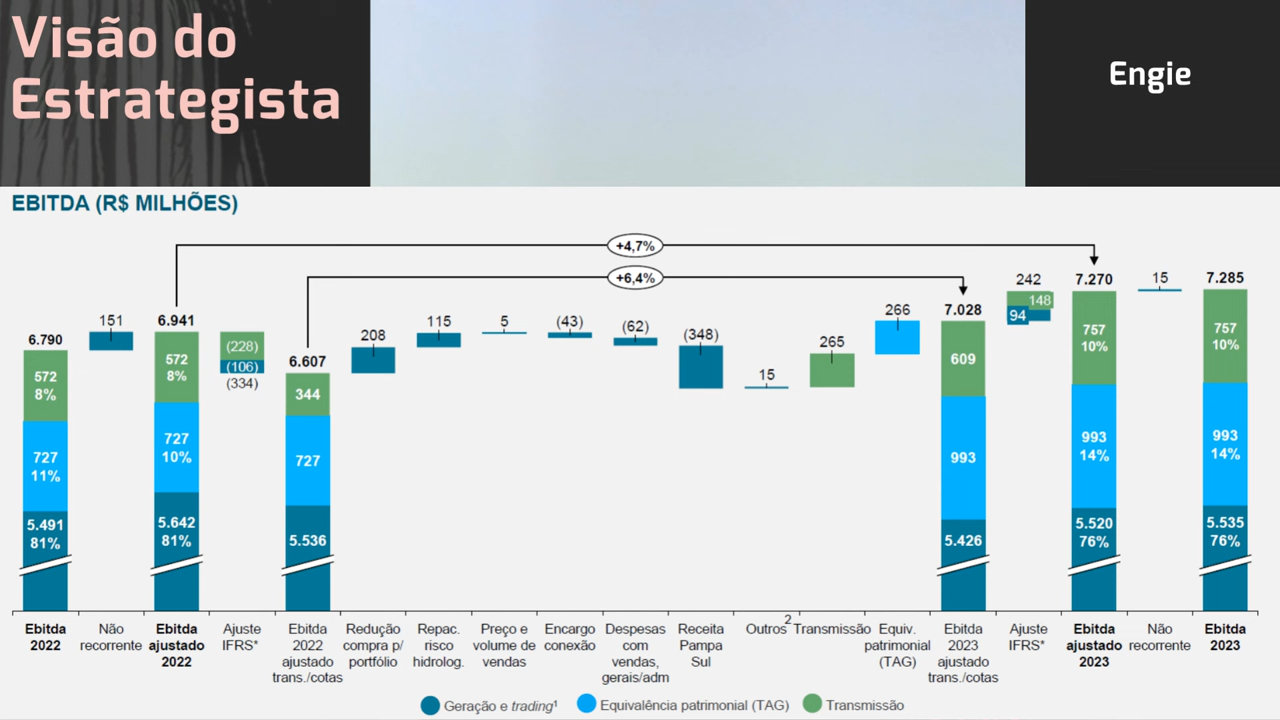 Visão do
Estrategista
Engie
EBITDA (R$ MILHÕES)
+4,7%
+6,4%
6.790
572
8%
727
11%
5.491
81%
151
6.941
572
8%
727
10%
5.642
81%
(228)
(106)
(334)
6.607
344
727
5.536
208
115
5
(43)
(62)
(348)
15
265
266
7.028
609
993
5.426
242
148
94
7.270
757
10%
993
14%
5.520
76%
15
7.285
757
10%
993
14%
5.535
76%
Ebitda
2022
Não
recorrente
Ebitda
ajustado
2022
Ajuste
IFRS*
Ebitda
2022
ajustado
trans./cotas
Redução
compra p/
portfólio
Repac.
risco
hidrolog.
Preço e
volume de
vendas
Encargo
conexão
Despesas
com
vendas,
gerais/adm
Receita
Pampa
Sul
Outros²
Transmissão
Equiv.
patrimonial
(TAG)
Ebitda
2023
ajustado
trans./cotas
Ajuste
IFRS*
Ebitda
ajustado
2023
Não
recorrente
Ebitda
2023
Geração e trading¹
Equivalência patrimonial (TAG)
Transmissão